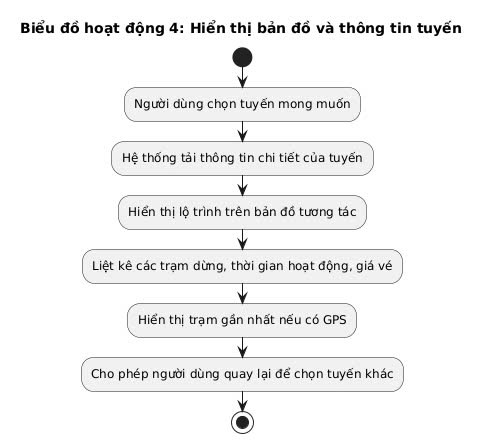 Biểu đồ hoạt động 4: Hiển thị bản đồ và thông tin tuyến
Người dùng chọn tuyến mong muốn
Hệ thống tải thông tin chi tiết của tuyến
Hiển thị lộ trình trên bản đồ tương tác
Liệt kê các trạm dừng, thời gian hoạt động, giá vé
Hiển thị trạm gần nhất nếu có GPS
Cho phép người dùng quay lại để chọn tuyến khác